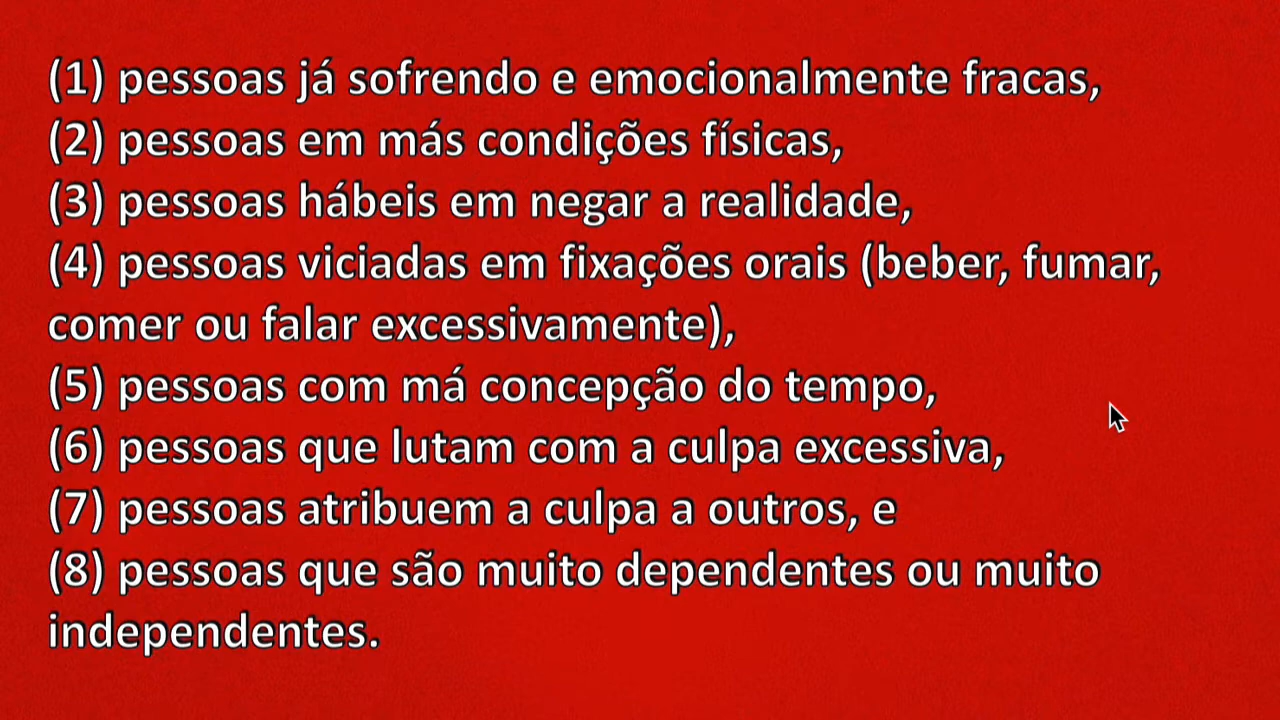 (1) pessoas já sofrendo e emocionalmente fracas,
(2) pessoas em más condições físicas,
(3) pessoas hábeis em negar a realidade,
(4) pessoas viciadas em fixações orais (beber, fumar,
comer ou falar excessivamente),
(5) pessoas com má concepção do tempo,
(6) pessoas que lutam com a culpa excessiva,
(7) pessoas atribuem a culpa a outros, e
(8) pessoas que são muito dependentes ou muito
independentes.